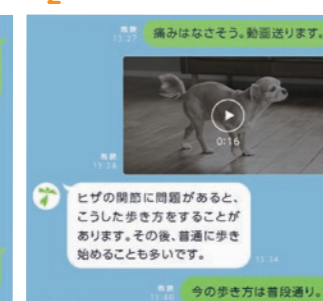 既読
13:27
痛みはなさそう。動画送ります。
0:16
既読
13:28
ヒザの関節に問題があると、
こうした歩き方をすることが
あります。その後、普通に歩き
始めることも多いです。
13:34
既読
13:40
今の歩き方は普段通り。